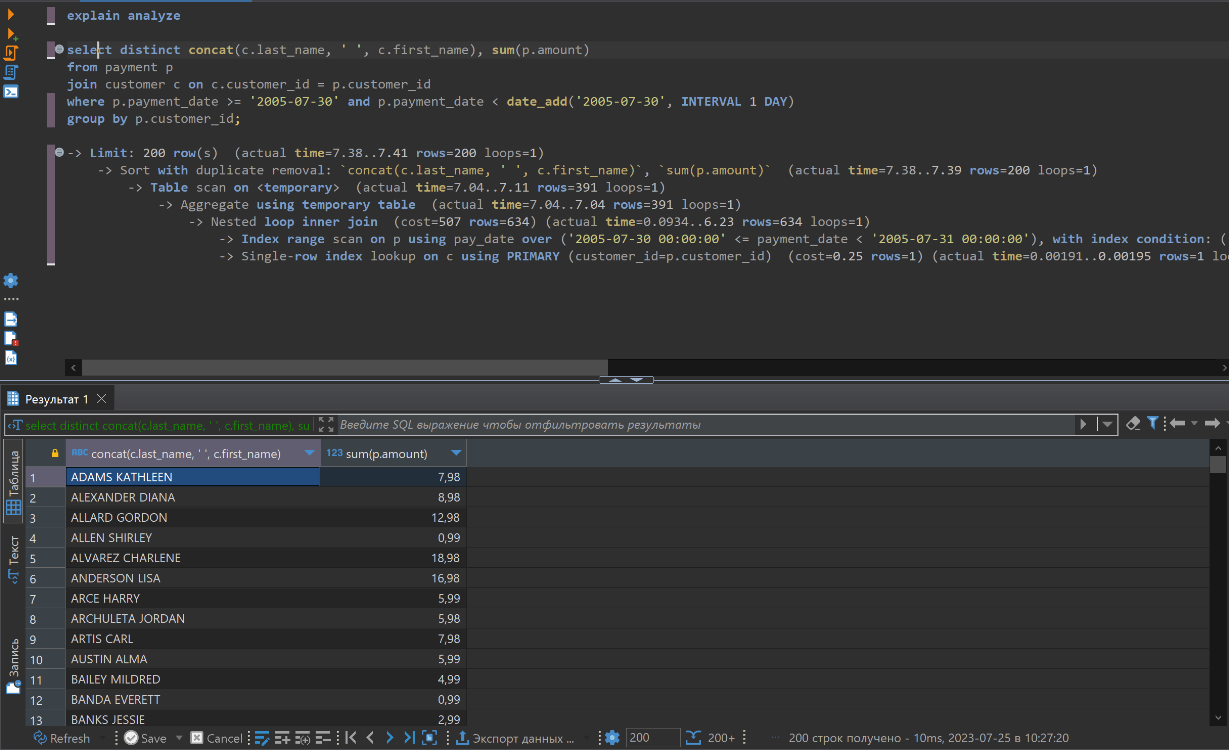 explain analyze
select distinct concat(c.last_name, ' ', c.first_name), sum(p.amount)
from payment p
join customer c on c.customer_id = p.customer_id
where p.payment_date >= '2005-07-30' and p.payment_date < date_add('2005-07-30', INTERVAL 1 DAY)
group by p.customer_id;
-> Limit: 200 row(s)  (actual time=7.38..7.41 rows=200 loops=1)
-> Sort with duplicate removal: `concat(c.last_name, ' ', c.first_name)`, `sum(p.amount)`  (actual time=7.38..7.39 rows=200 loops=1)
-> Table scan on <temporary>  (actual time=7.04..7.11 rows=391 loops=1)
-> Aggregate using temporary table  (actual time=7.04..7.04 rows=391 loops=1)
-> Nested loop inner join  (cost=507 rows=634) (actual time=0.0934..6.23 rows=634 loops=1)
-> Index range scan on p using pay_date over ('2005-07-30 00:00:00' <= payment_date < '2005-07-31 00:00:00'), with index condition: (
-> Single-row index lookup on c using PRIMARY (customer_id=p.customer_id)  (cost=0.25 rows=1) (actual time=0.00191..0.00195 rows=1 loo
Результат 1
select distinct concat(c.last_name, ' ', c.first_name), su
Введите SQL выражение чтобы отфильтровать результаты
Таблица
Текст
Запись
ABC concat(c.last_name, ' ', c.first_name) 123 sum(p.amount)
1 ADAMS KATHLEEN 7,98
2 ALEXANDER DIANA 8,98
3 ALLARD GORDON 12,98
4 ALLEN SHIRLEY 0,99
5 ALVAREZ CHARLENE 18,98
6 ANDERSON LISA 16,98
7 ARCE HARRY 5,99
8 ARCHULETA JORDAN 5,98
9 ARTIS CARL 7,98
10 AUSTIN ALMA 5,99
11 BAILEY MILDRED 4,99
12 BANDA EVERETT 0,99
13 BANKS JESSIE 2,99
Refresh Save Cancel Экспорт данных ... 200 200+ 200 строк получено - 10ms, 2023-07-25 в 10:27:20